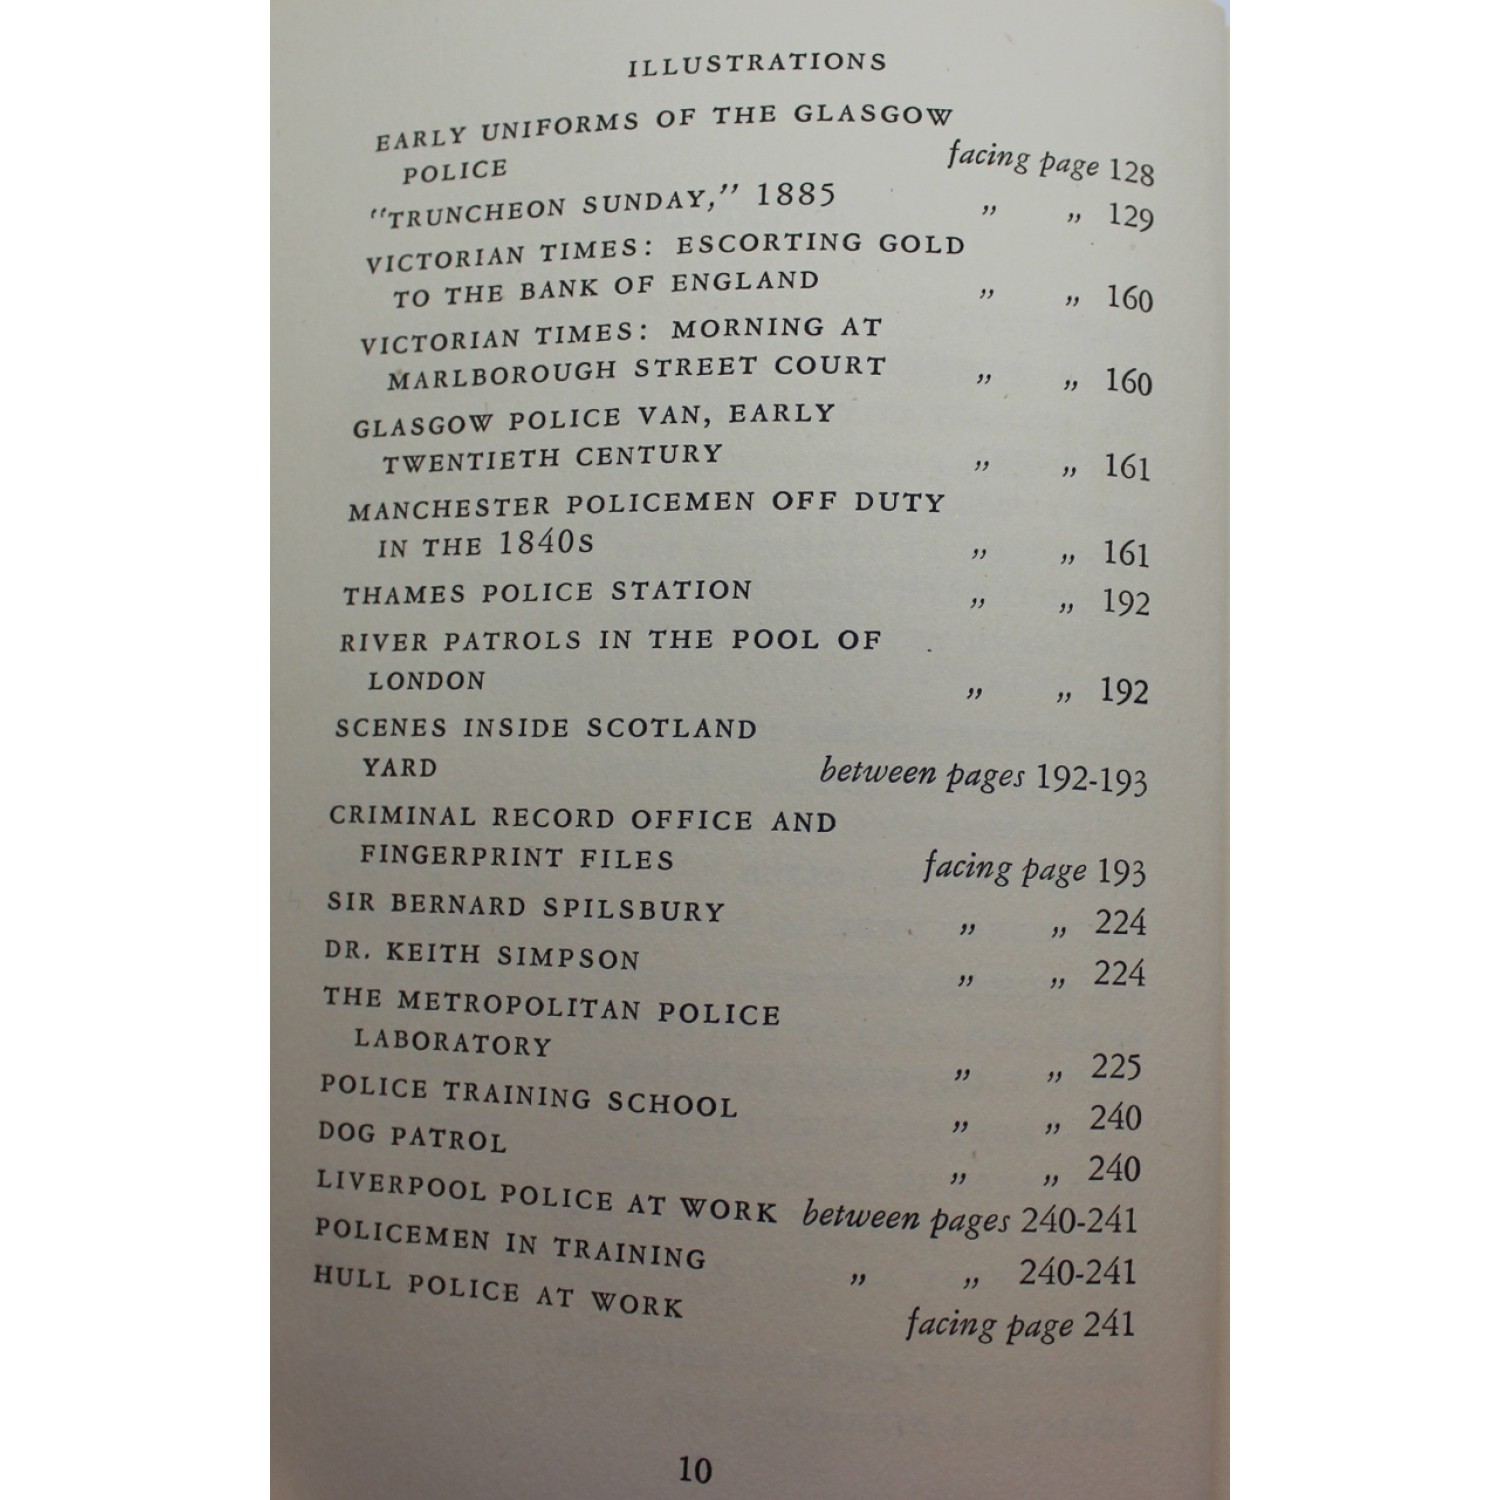 ILLUSTRATIONS
EARLY UNIFORMS OF THE GLASGOW
POLICE facing page 128
"TRUNCHEON SUNDAY," 1885 „ „ 129
VICTORIAN TIMES: ESCORTING GOLD
TO THE BANK OF ENGLAND „ „ 160
VICTORIAN TIMES: MORNING AT
MARLBOROUGH STREET COURT „ „ 160
GLASGOW POLICE VAN, EARLY
TWENTIETH CENTURY „ „ 161
MANCHESTER POLICEMEN OFF DUTY
IN THE 1840S „ „ 161
THAMES POLICE STATION „ „ 192
RIVER PATROLS IN THE POOL OF
LONDON „ „ 192
SCENES INSIDE SCOTLAND
YARD between pages 192-193
CRIMINAL RECORD OFFICE AND
FINGERPRINT FILES facing page 193
SIR BERNARD SPILSBURY „ „ 224
DR. KEITH SIMPSON „ „ 224
THE METROPOLITAN POLICE
LABORATORY „ „ 225
POLICE TRAINING SCHOOL „ „ 240
DOG PATROL „ „ 240
LIVERPOOL POLICE AT WORK between pages 240-241
POLICEMEN IN TRAINING „ „ 240-241
HULL POLICE AT WORK facing page 241
10